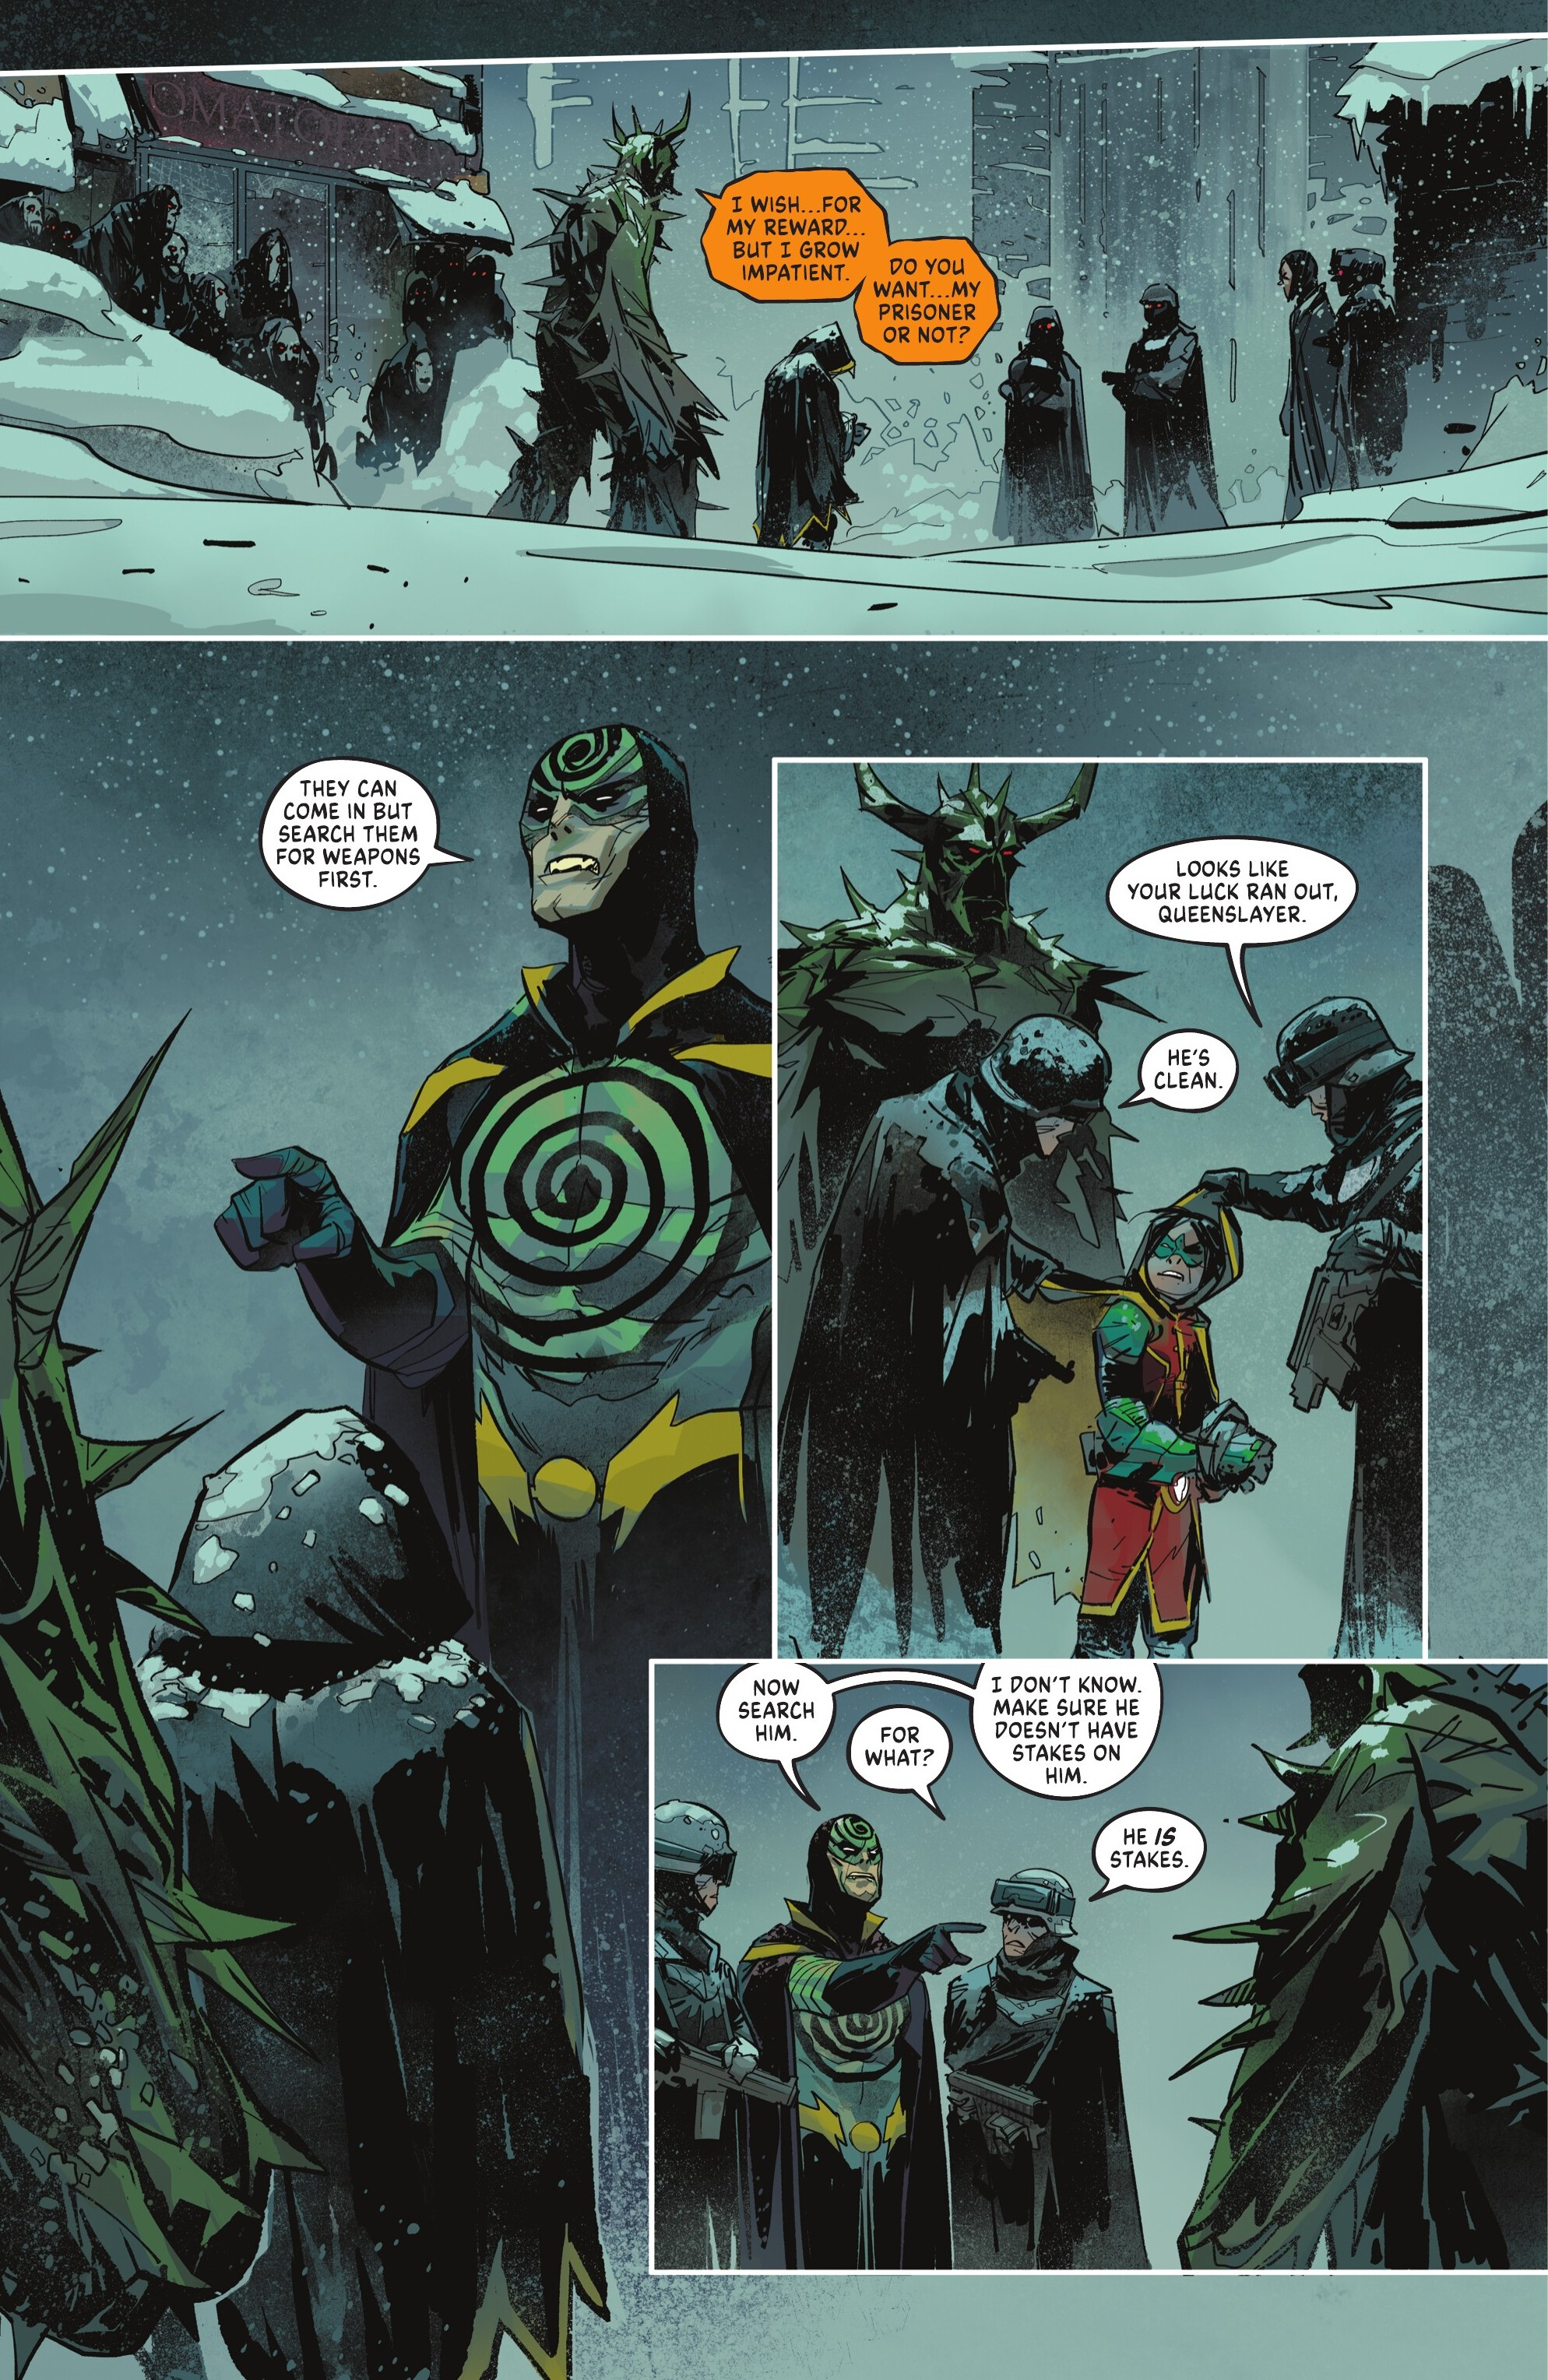 I WISH...FOR
MY REWARD...
BUT I GROW
IMPATIENT.
DO YOU
WANT...MY
PRISONER
OR NOT?
THEY CAN
COME IN BUT
SEARCH THEM
FOR WEAPONS
FIRST.
LOOKS LIKE
YOUR LUCK RAN OUT,
QUEENSLAYER.
HE'S
CLEAN.
NOW
SEARCH
HIM.
FOR
WHAT?
I DON'T KNOW.
MAKE SURE HE
DOESN'T HAVE
STAKES ON
HIM.
HE IS
STAKES.